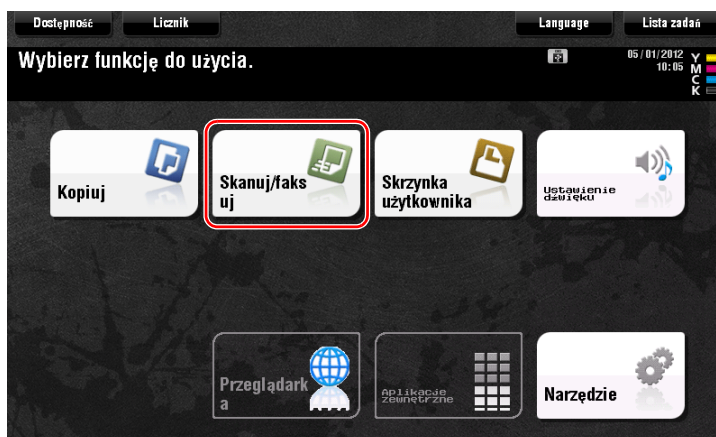 Dostępność Licznik Language Lista zadań
Wybierz funkcję do użycia.
05/01/2012
10:05
Y
M
C
K
Kopiuj
Skanuj/faks
uj
Skrzynka
użytkownika
Ustawienie
dźwięku
Przeglądark
a
Aplikacje
zewnętrzne
Narzędzie